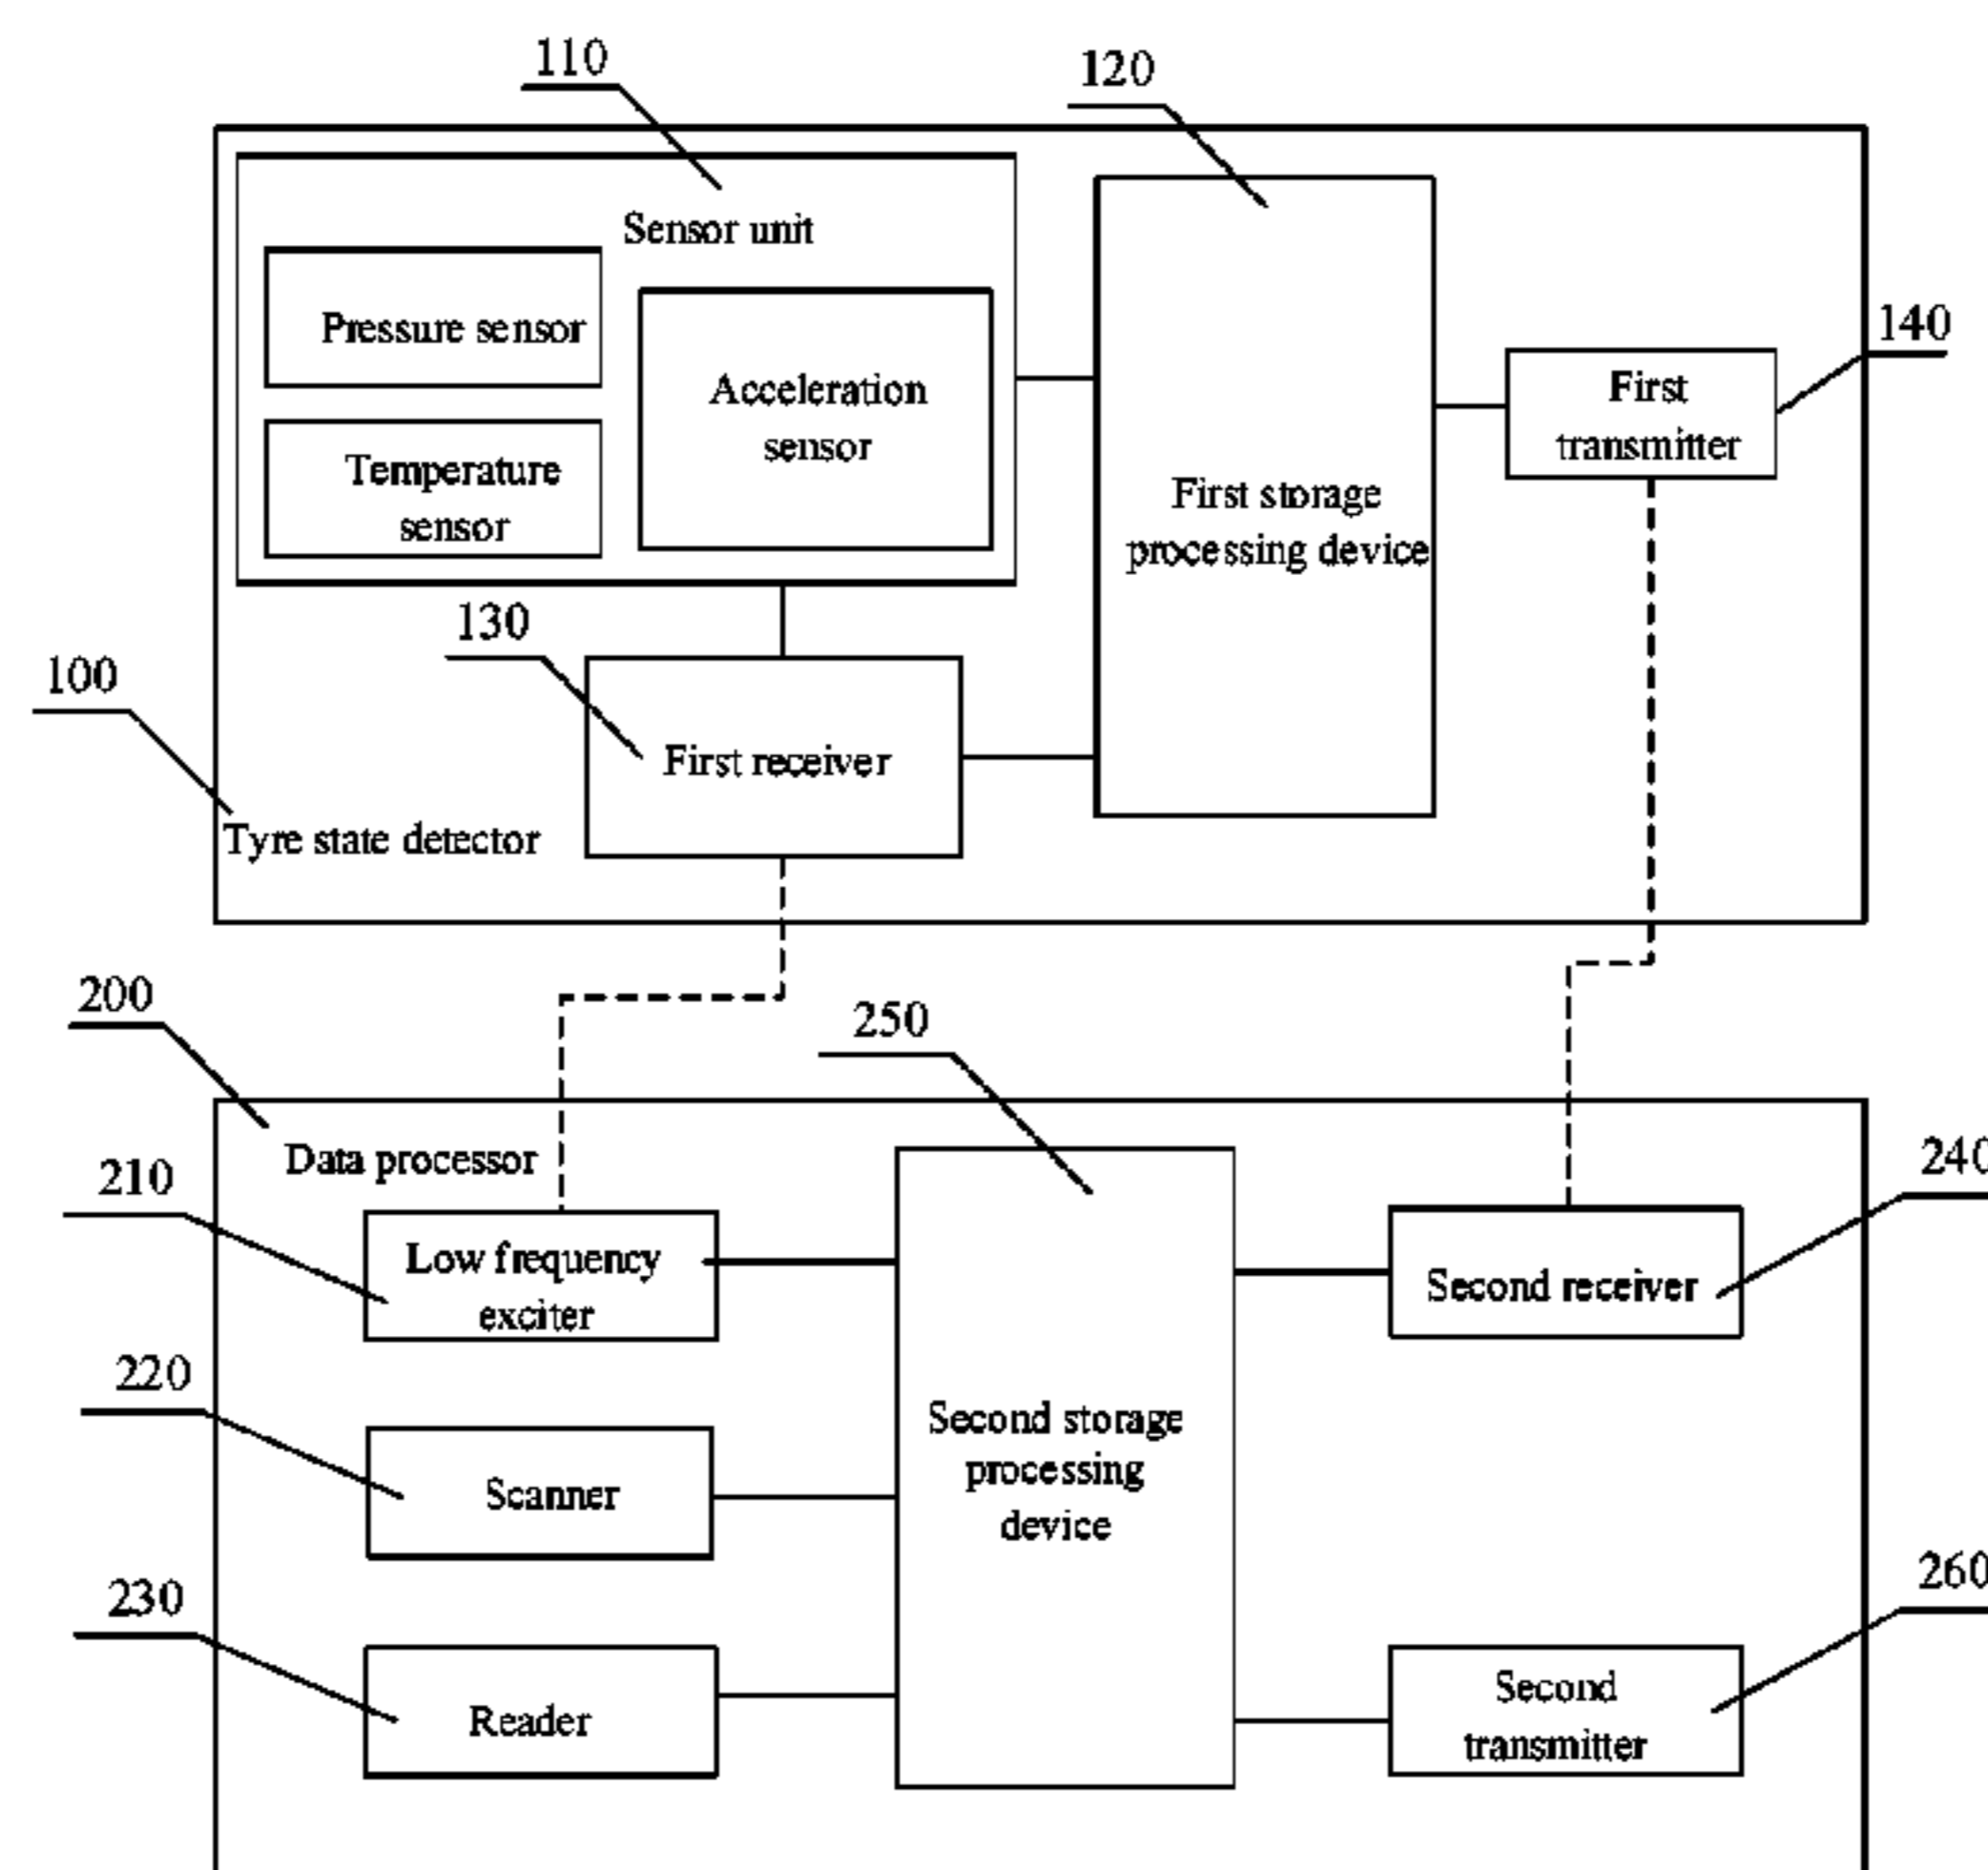 110
120
Sensor unit
Pressure sensor
Acceleration
sensor
Temperature
sensor
First storage
processing device
140
First
transmitter
130
100
First receiver
Tyre state detector
200
250
Data processor
210
240
Low frequency
exciter
Second receiver
220
Scanner
Second storage
processing
device
230
260
Reader
Second
transmitter